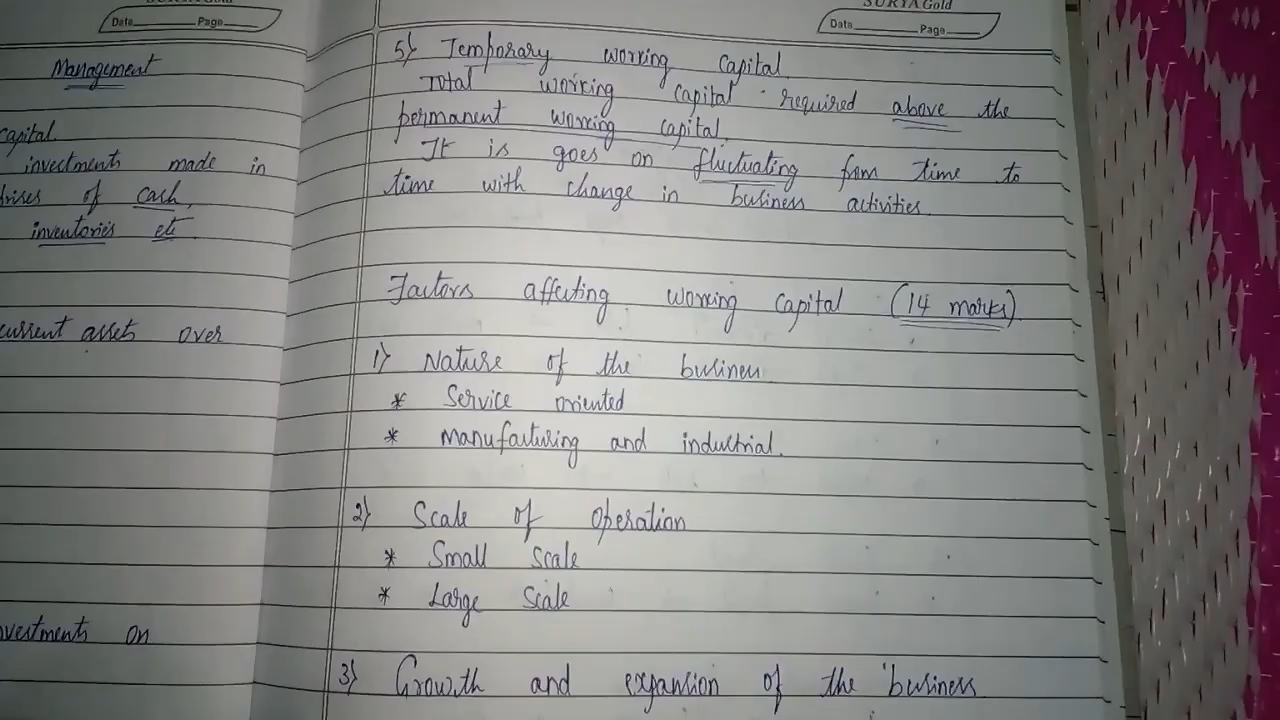 Date Page
Management
capital
investments made in
of cash,
inventories etc
current assets over
on
SURYA Gold
Date Page
5) Temporary working capital
Total working capital required above the
permanent working capital
It is goes on fluctuating from time to
time with change in business activities.
Factors affecting working capital (14 marks)
1) Nature of the business
* Service oriented
* Manufacturing and industrial.
2) Scale of operation
* Small scale
* Large scale
3) Growth and expansion of the business